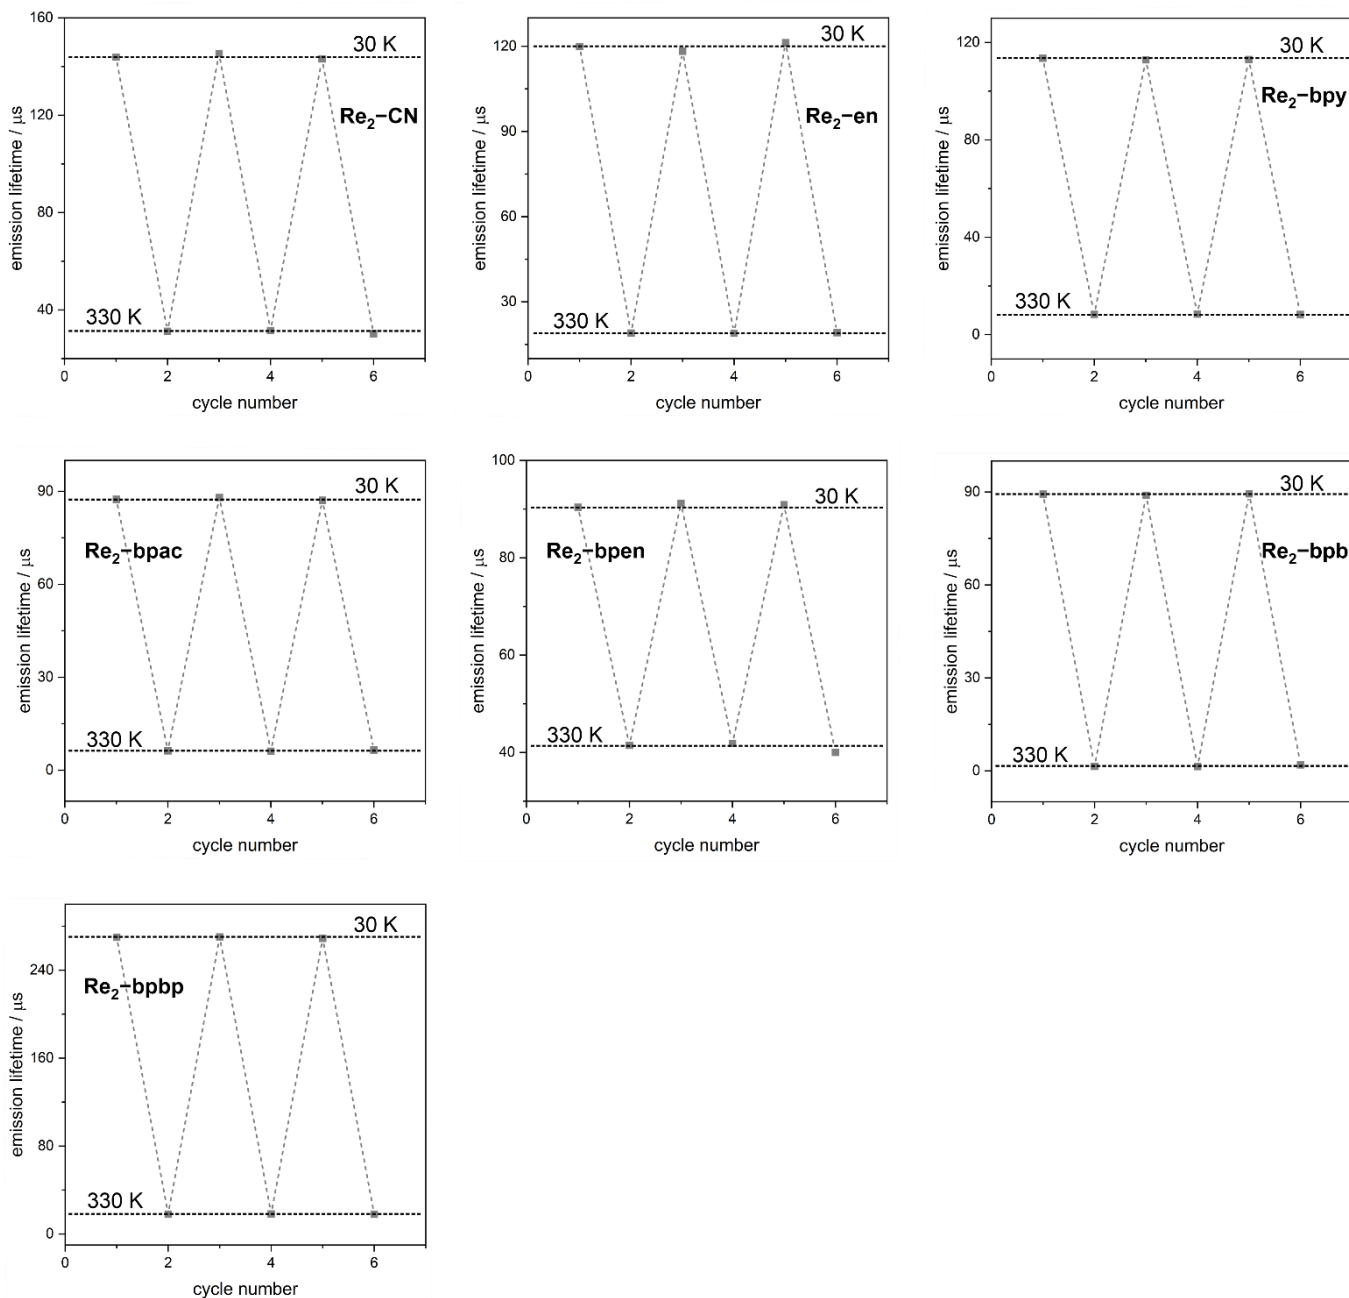 160
120
80
40
0
2
4
6
emission lifetime / μs
cycle number
30 K
330 K
Re2−CN
120
90
60
30
0
2
4
6
emission lifetime / μs
cycle number
30 K
330 K
Re2−en
120
80
40
0
0
2
4
6
emission lifetime / μs
cycle number
30 K
330 K
Re2−bpy
90
60
30
0
0
2
4
6
emission lifetime / μs
cycle number
30 K
330 K
Re2−bpac
100
80
60
40
0
2
4
6
emission lifetime / μs
cycle number
30 K
330 K
Re2−bpen
90
60
30
0
0
2
4
6
emission lifetime / μs
cycle number
30 K
330 K
Re2−bpb
240
160
80
0
0
2
4
6
emission lifetime / μs
cycle number
30 K
330 K
Re2−bpbp